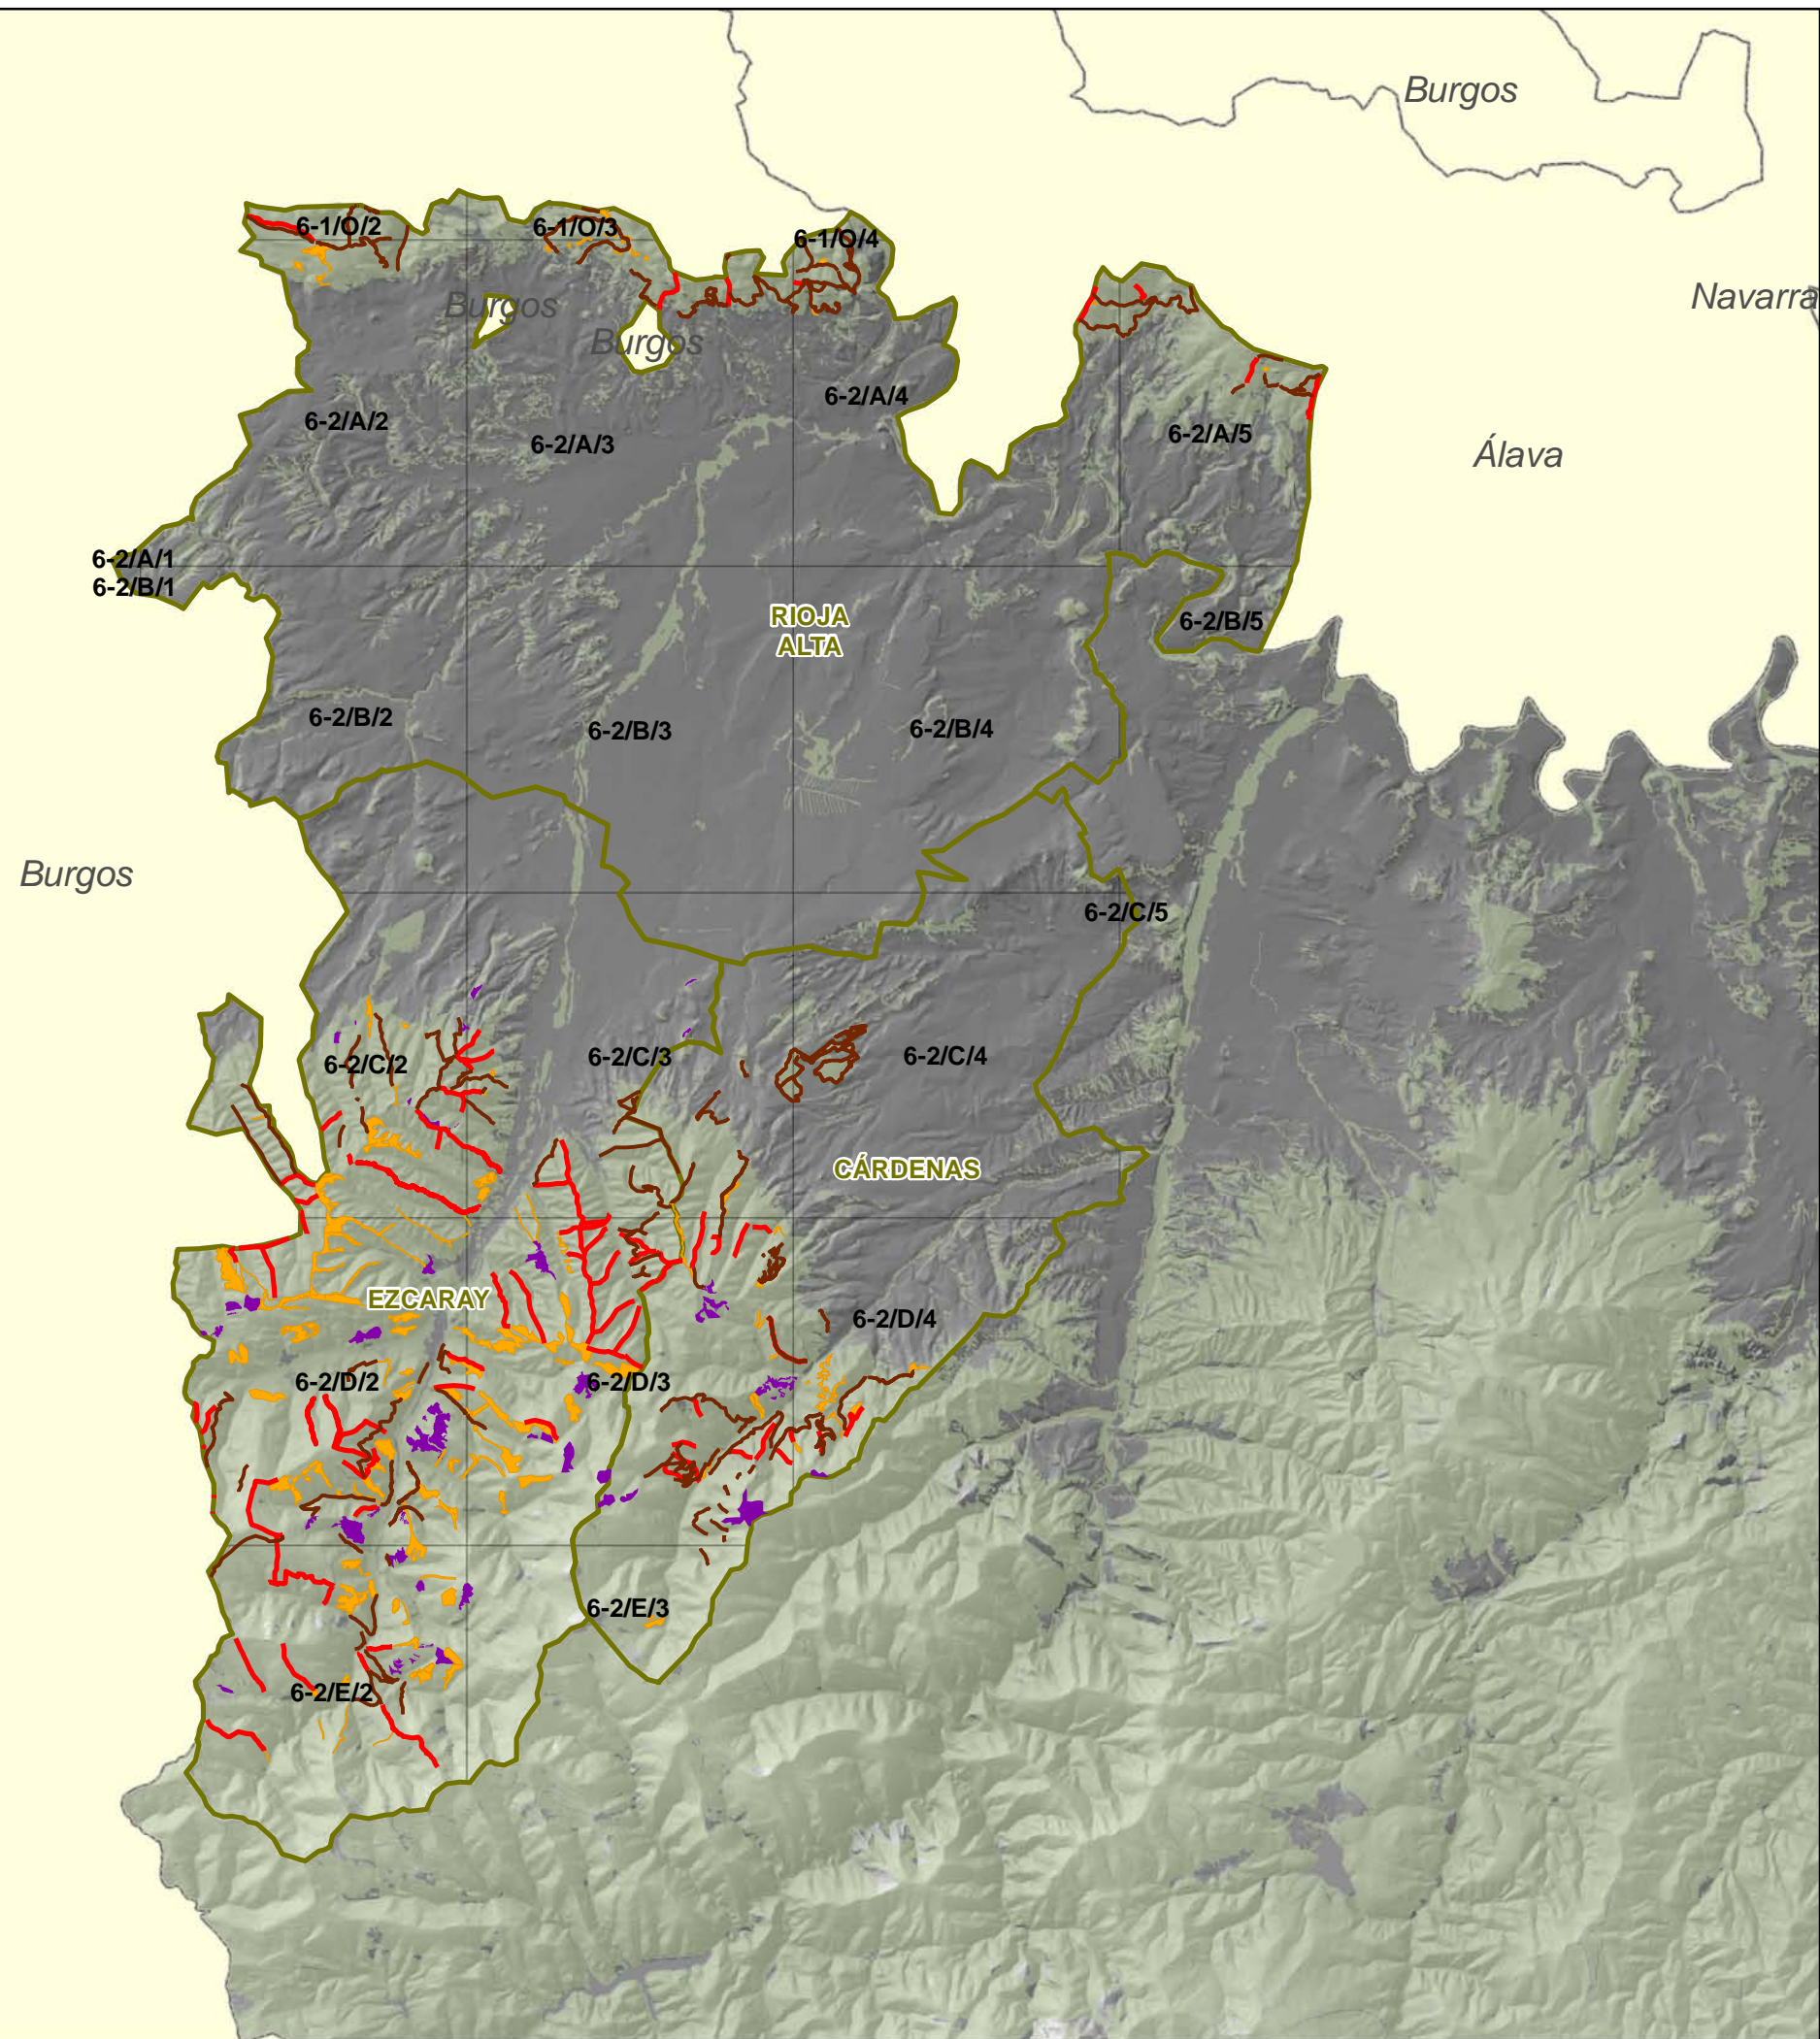 Burgos
6-1/O/2
6-1/O/3
6-1/O/4
Navarra
Burgos
Burgos
6-2/A/4
6-2/A/2
6-2/A/3
6-2/A/5
Álava
6-2/A/1
6-2/B/1
RIOJA
ALTA
6-2/B/5
6-2/B/2
6-2/B/3
6-2/B/4
Burgos
6-2/C/5
6-2/C/2
6-2/C/3
6-2/C/4
CÁRDENAS
EZCARAY
6-2/D/4
6-2/D/2
6-2/D/3
6-2/E/3
6-2/E/2